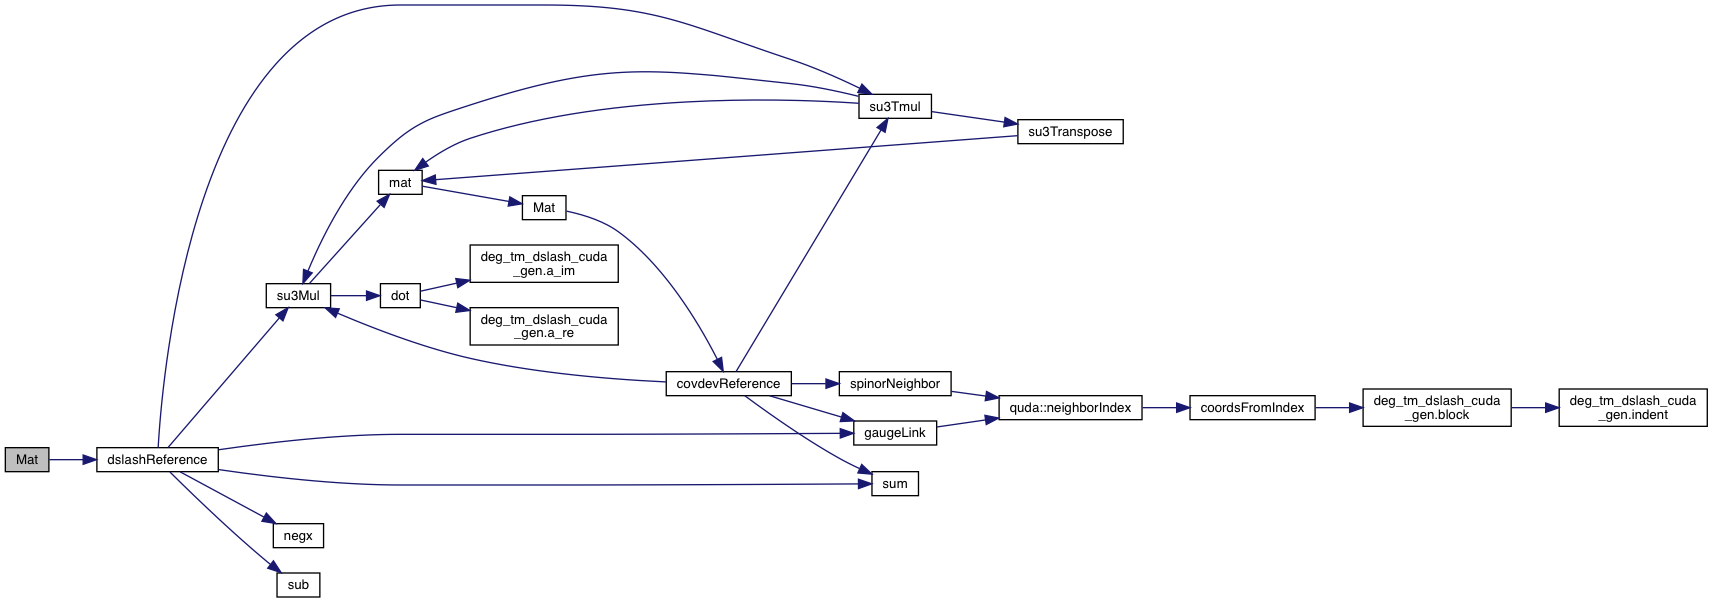 su3Tmul
su3Transpose
mat
Mat
deg_tm_dslash_cuda
_gen.a_im
su3Mul
dot
deg_tm_dslash_cuda
_gen.a_re
covdevReference
spinorNeighbor
quda::neighborIndex
coordsFromIndex
deg_tm_dslash_cuda
_gen.block
deg_tm_dslash_cuda
_gen.indent
gaugeLink
Mat
dslashReference
sum
negx
sub